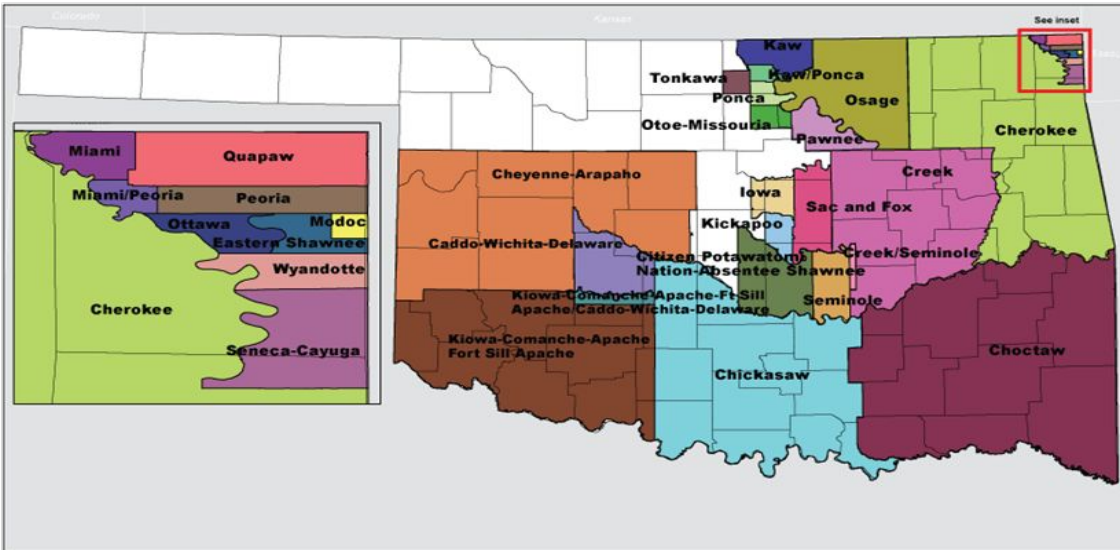 Colorado
Kansas
See inset
Kaw
Tonkawa
Kaw/Ponca
Ponca
Osage
Otoe-Missouria
Pawnee
Cherokee
Cheyenne-Arapaho
Creek
Iowa
Sac and Fox
Kickapoo
Caddo-Wichita-Delaware
Citizen Potawatomi
Nation-Absentee Shawnee
Creek/Seminole
Kiowa-Comanche-Apache-Ft Sill
Apache/Caddo-Wichita-Delaware
Seminole
Kiowa-Comanche-Apache
Fort Sill Apache
Chickasaw
Choctaw
Miami
Quapaw
Miami/Peoria
Peoria
Ottawa
Modoc
Eastern Shawnee
Wyandotte
Cherokee
Seneca-Cayuga